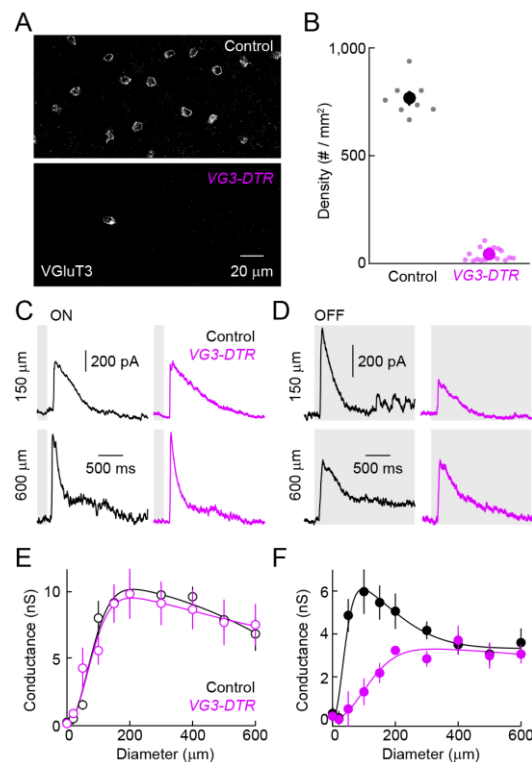 A
Control
VG3-DTR
VGluT3
20 μm
B
1,000
500
0
Density (# / mm²)
Control
VG3-DTR
C
ON
Control
VG3-DTR
150 μm
200 pA
600 μm
500 ms
D
OFF
150 μm
200 pA
600 μm
500 ms
E
10
5
0
Conductance (nS)
Control
VG3-DTR
0
200
400
600
Diameter (μm)
F
6
4
2
0
Conductance (nS)
0
200
400
600
Diameter (μm)